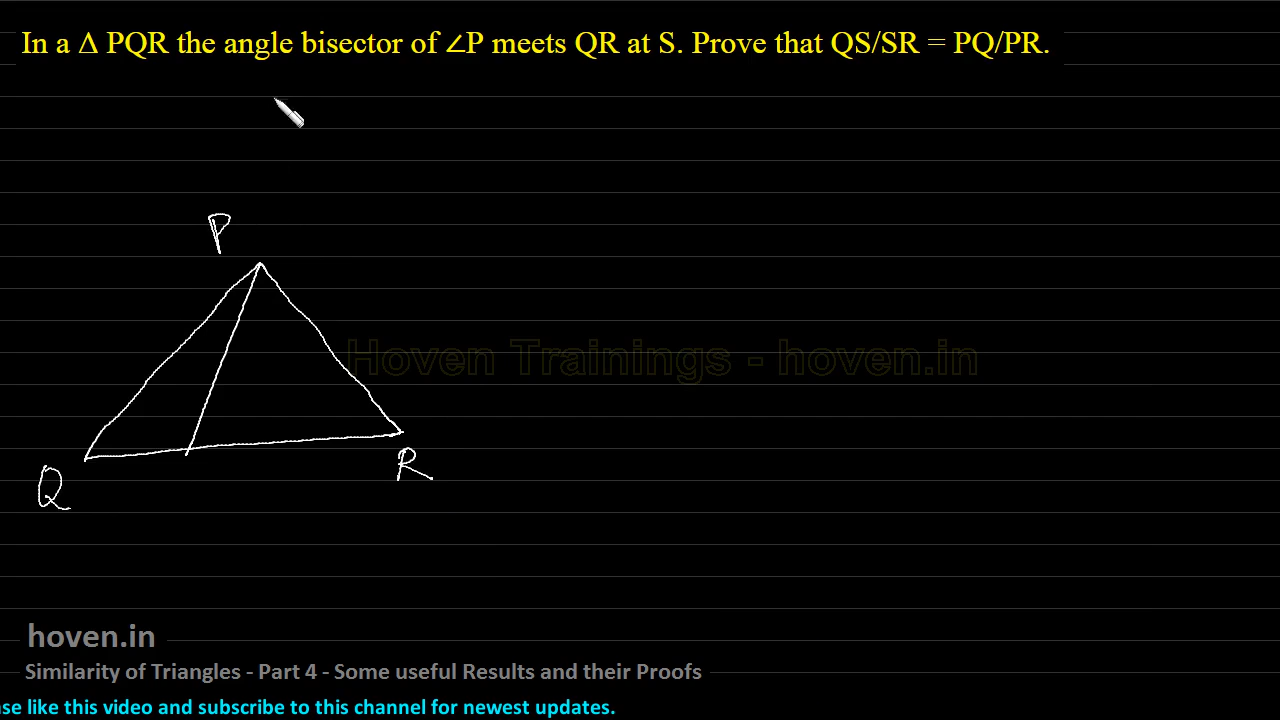 In a Δ PQR the angle bisector of ∠P meets QR at S. Prove that QS/SR = PQ/PR.
P
Hoven Trainings - hoven.in
Q
R
hoven.in
Similarity of Triangles - Part 4 - Some useful Results and their Proofs
se like this video and subscribe to this channel for newest updates.